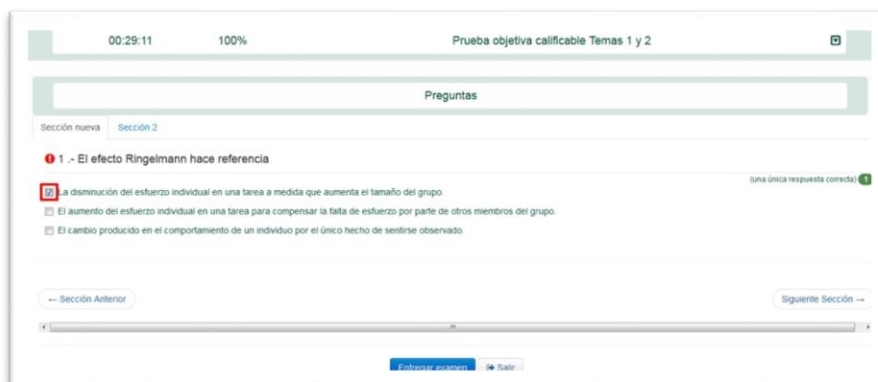 00:29:11 100% Prueba objetiva calificable Temas 1 y 2
Preguntas
Sección nueva Sección 2
1 .- El efecto Ringelmann hace referencia
(una única respuesta correcta) 1
La disminución del esfuerzo individual en una tarea a medida que aumenta el tamaño del grupo.
El aumento del esfuerzo individual en una tarea para compensar la falta de esfuerzo por parte de otros miembros del grupo.
El cambio producido en el comportamiento de un individuo por el único hecho de sentirse observado.
← Sección Anterior Siguiente Sección →
Entregar examen Salir